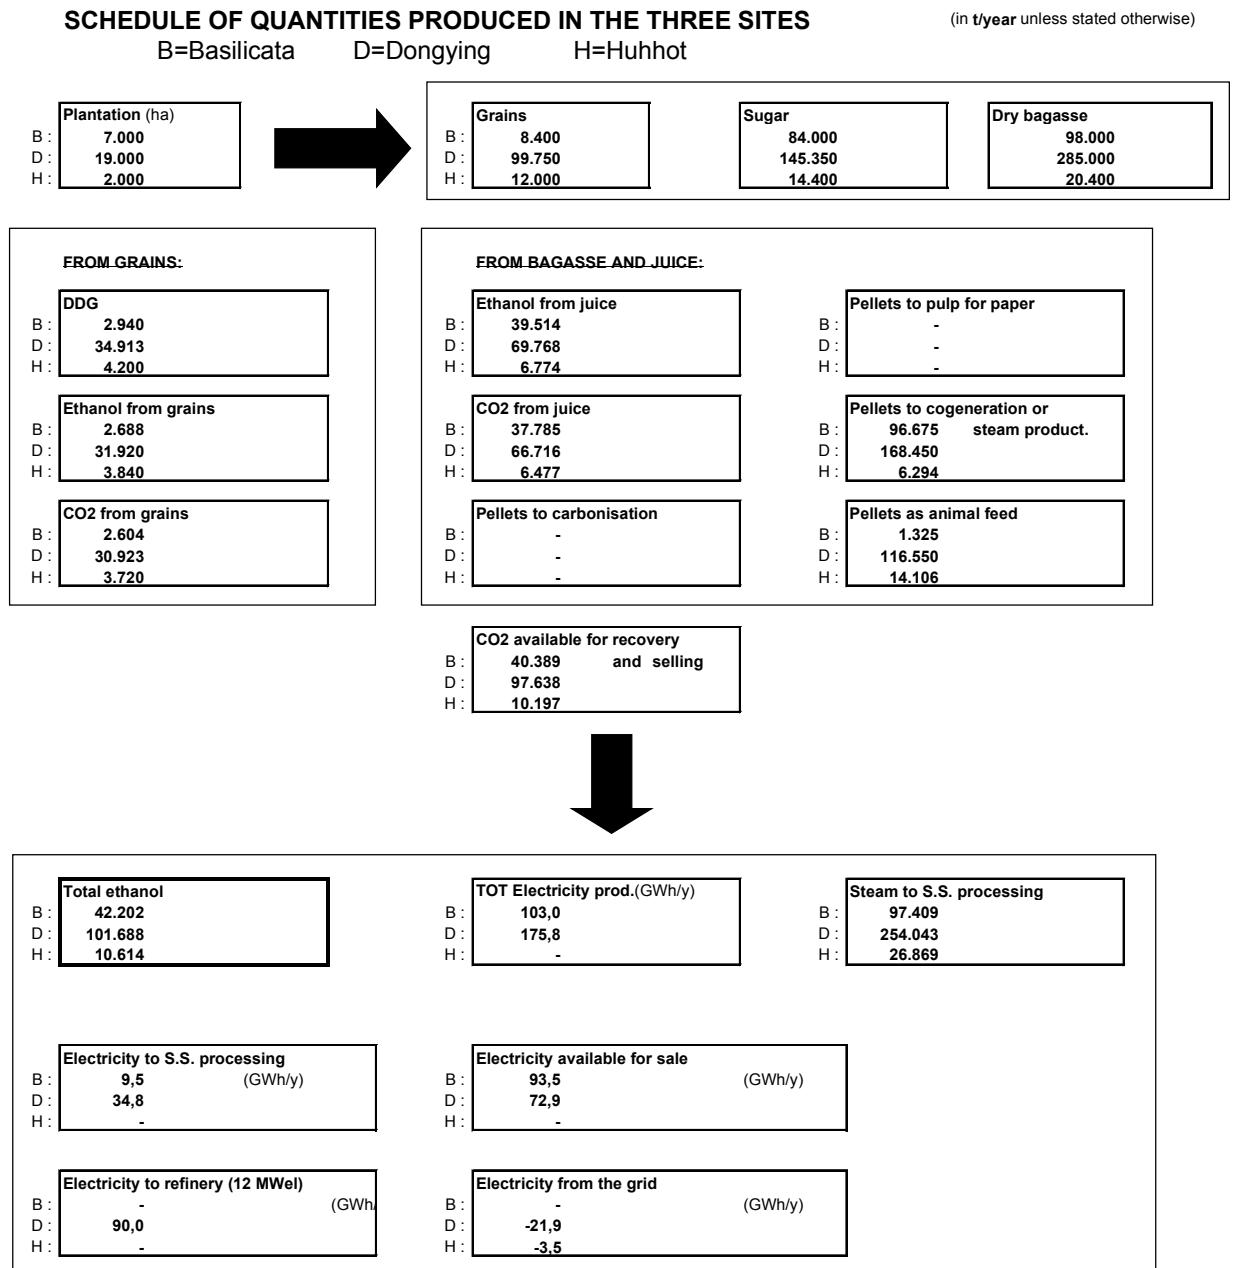 SCHEDULE OF QUANTITIES PRODUCED IN THE THREE SITES (in t/year unless stated otherwise)
B=Basilicata D=Dongying H=Huhhot
Plantation (ha)
B : 7.000
D : 19.000
H : 2.000
Grains
B : 8.400
D : 99.750
H : 12.000
Sugar
84.000
145.350
14.400
Dry bagasse
98.000
285.000
20.400
FROM GRAINS:
DDG
B : 2.940
D : 34.913
H : 4.200
Ethanol from grains
B : 2.688
D : 31.920
H : 3.840
CO2 from grains
B : 2.604
D : 30.923
H : 3.720
FROM BAGASSE AND JUICE:
Ethanol from juice
B : 39.514
D : 69.768
H : 6.774
Pellets to pulp for paper
B : -
D : -
H : -
CO2 from juice
B : 37.785
D : 66.716
H : 6.477
Pellets to cogeneration or
B : 96.675 steam product.
D : 168.450
H : 6.294
Pellets to carbonisation
B : -
D : -
H : -
Pellets as animal feed
B : 1.325
D : 116.550
H : 14.106
CO2 available for recovery
B : 40.389 and selling
D : 97.638
H : 10.197
Total ethanol
B : 42.202
D : 101.688
H : 10.614
TOT Electricity prod.(GWh/y)
B : 103,0
D : 175,8
H : -
Steam to S.S. processing
B : 97.409
D : 254.043
H : 26.869
Electricity to S.S. processing
B : 9,5 (GWh/y)
D : 34,8
H : -
Electricity available for sale
B : 93,5 (GWh/y)
D : 72,9
H : -
Electricity to refinery (12 MWel)
B : - (GWh/
D : 90,0
H : -
Electricity from the grid
B : - (GWh/y)
D : -21,9
H : -3,5